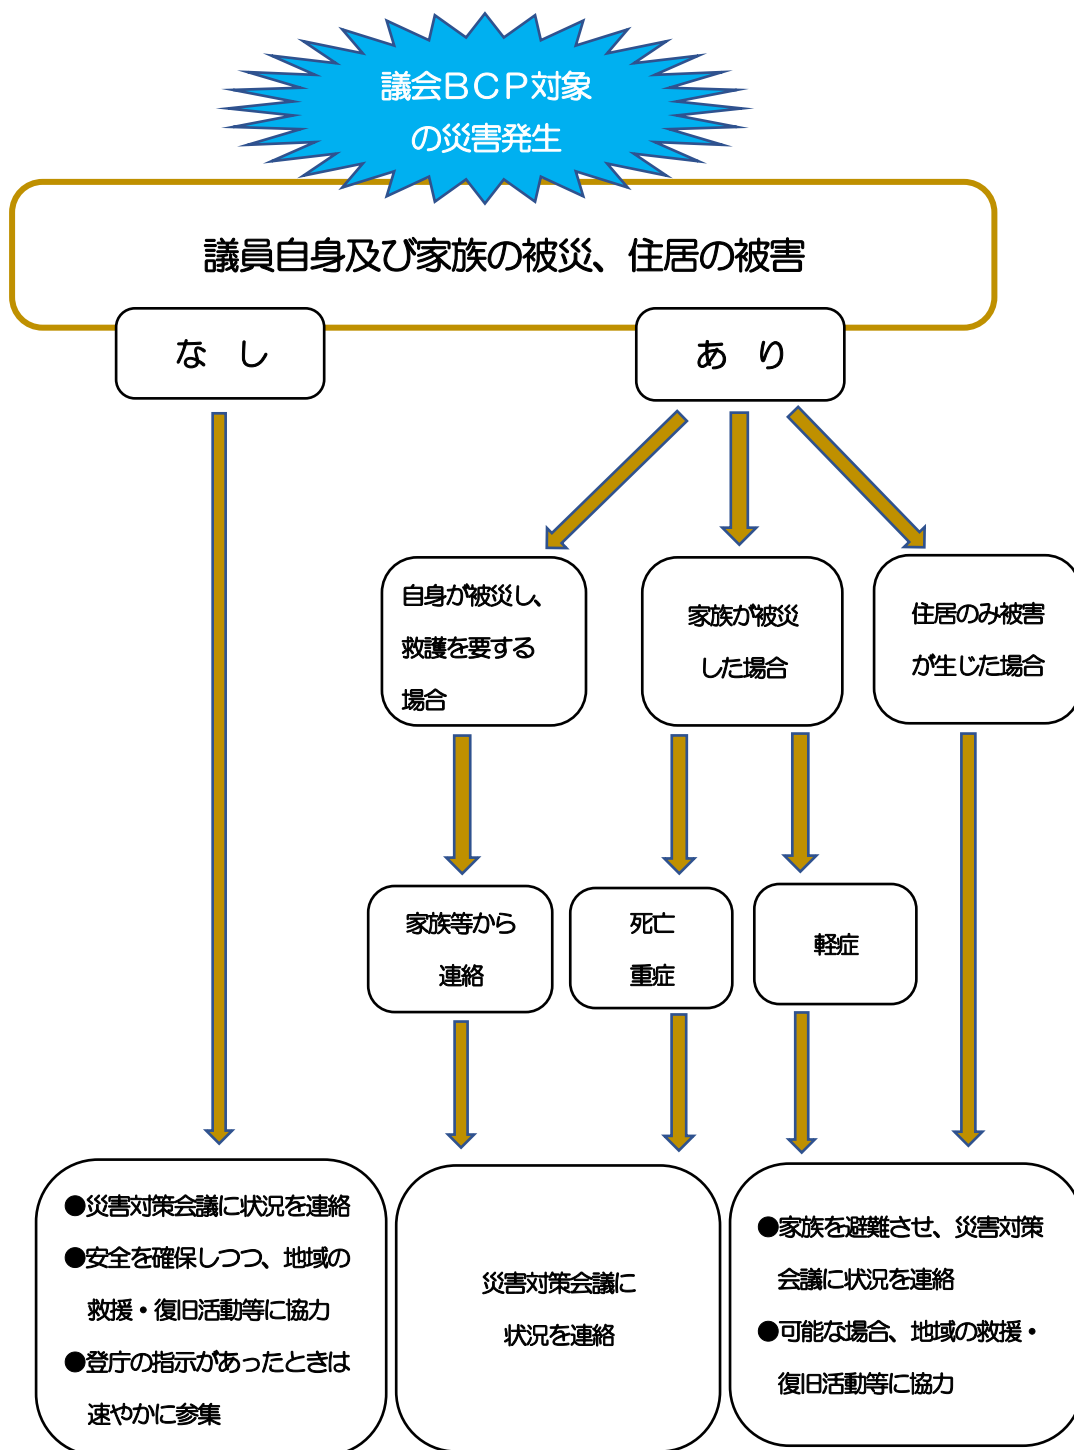 議会ＢＣＰ対象
の災害発生
議員自身及び家族の被災、住居の被害
な　し
あ　り
自身が被災し、
救護を要する
場合
家族が被災
した場合
住居のみ被害
が生じた場合
家族等から
連絡
死亡
重症
軽症
●災害対策会議に状況を連絡
●安全を確保しつつ、地域の
救援・復旧活動等に協力
●登庁の指示があったときは
速やかに参集
災害対策会議に
状況を連絡
●家族を避難させ、災害対策
会議に状況を連絡
●可能な場合、地域の救援・
復旧活動等に協力